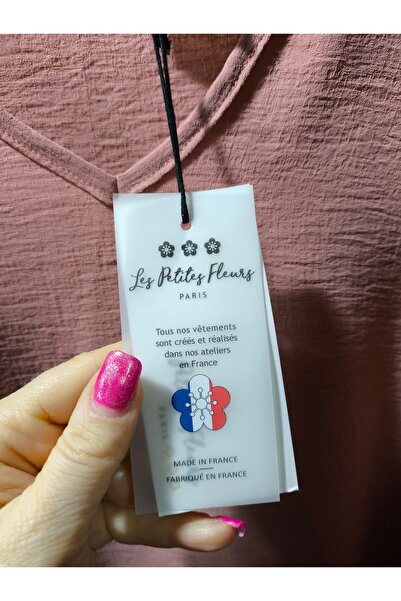 Les Petites Fleurs
PARIS
Tous nos vêtements
sont créés et réalisés
dans nos ateliers
en France
MADE IN FRANCE
FABRIQUÉ EN FRANCE